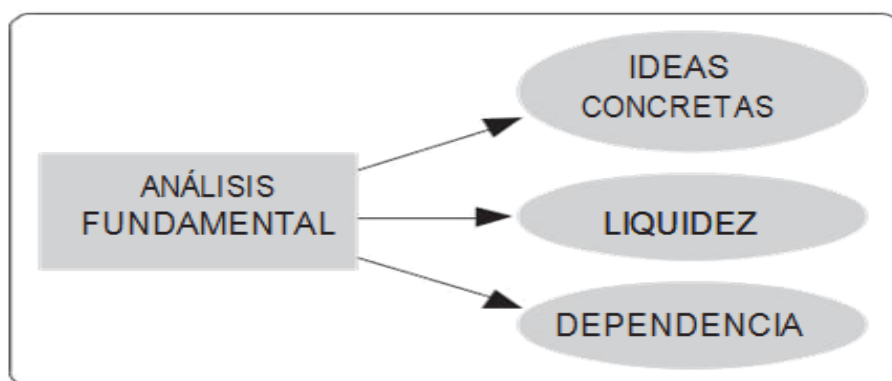 ANÁLISIS
FUNDAMENTAL
IDEAS
CONCRETAS
LIQUIDEZ
DEPENDENCIA